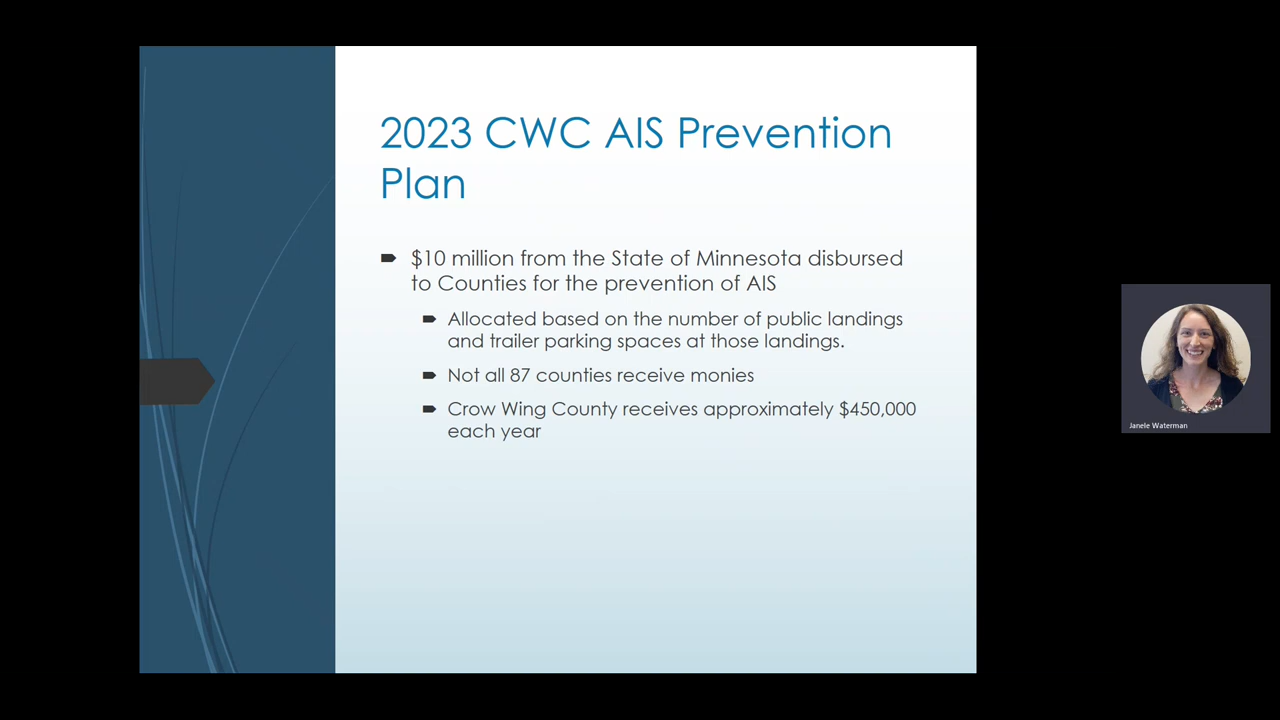 2023 CWC AIS Prevention
Plan
$10 million from the State of Minnesota disbursed
to Counties for the prevention of AIS
Allocated based on the number of public landings
and trailer parking spaces at those landings.
Not all 87 counties receive monies
Crow Wing County receives approximately $450,000
each year
Janele Waterman